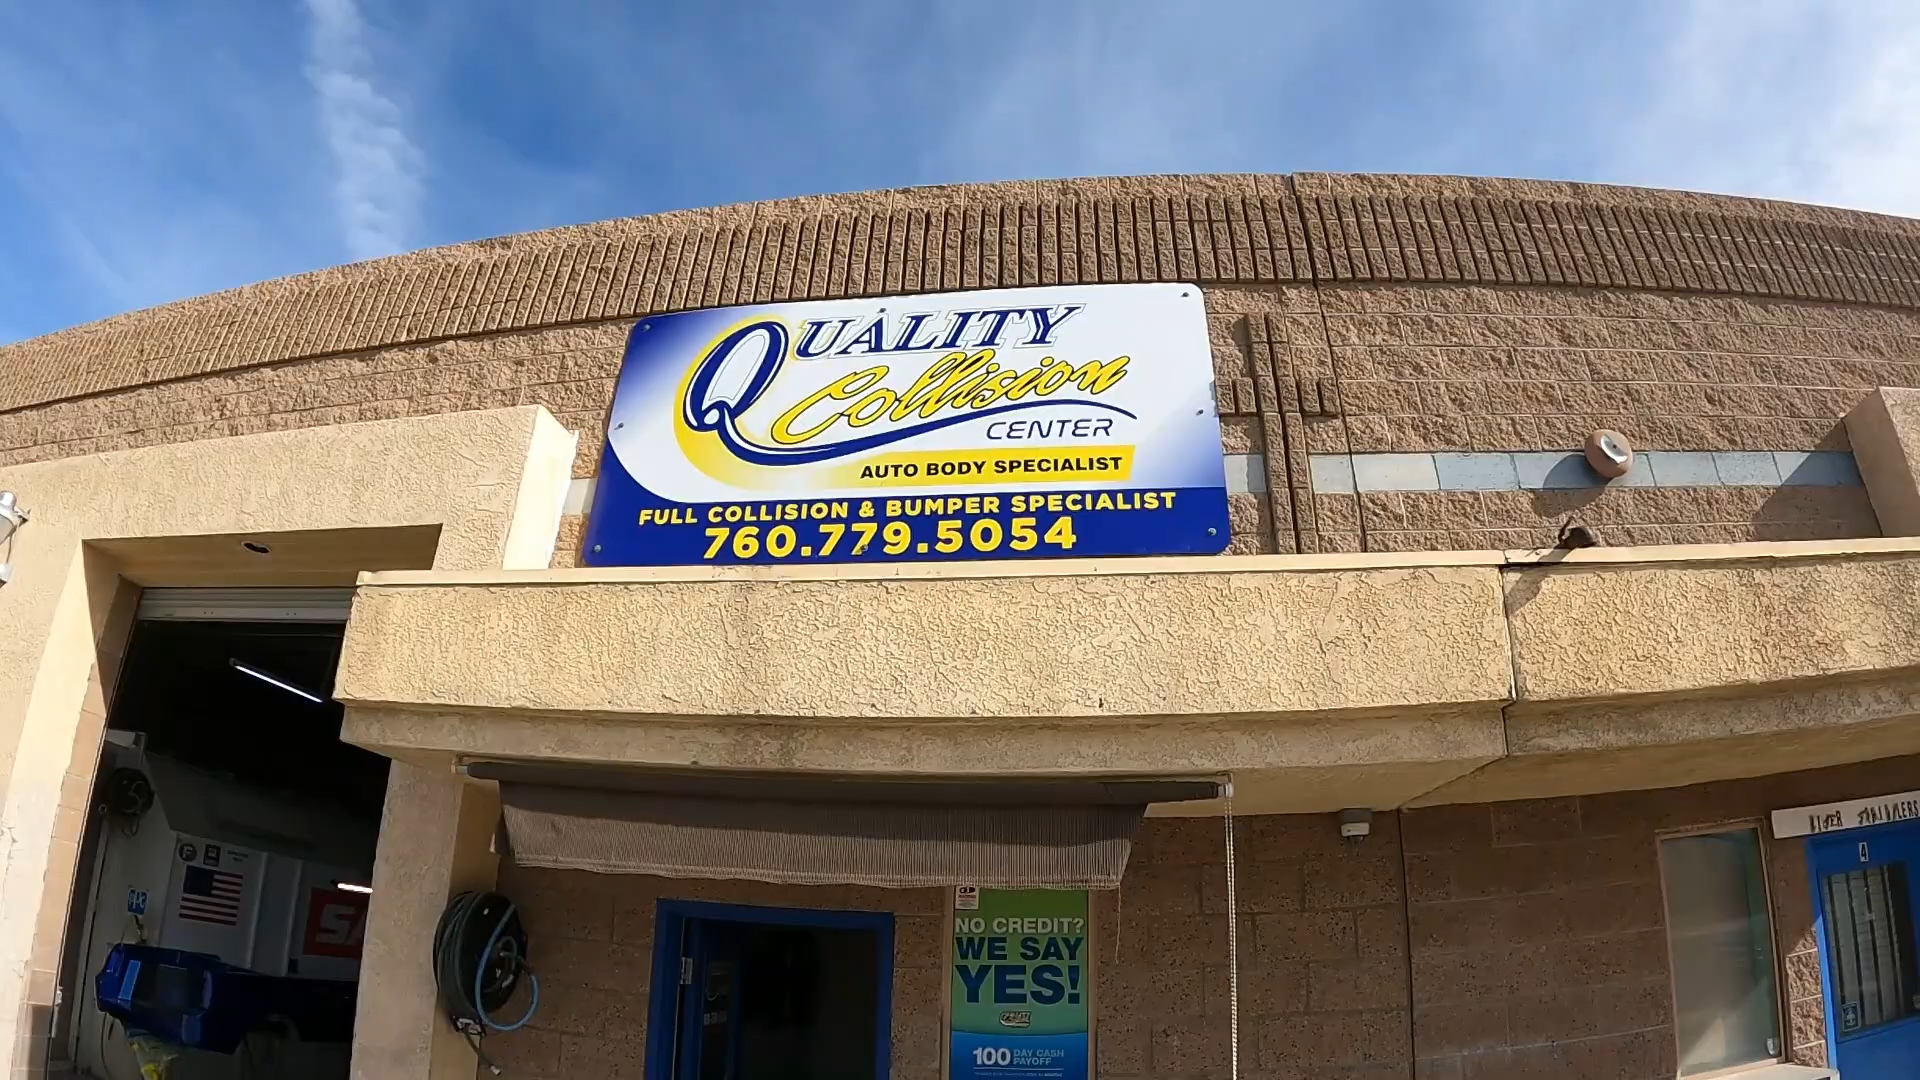 QUALITY
Collision
CENTER
AUTO BODY SPECIALIST
FULL COLLISION & BUMPER SPECIALIST
760.779.5054
NO CREDIT?
WE SAY
YES!
100 DAY CASH
PAYOFF
4